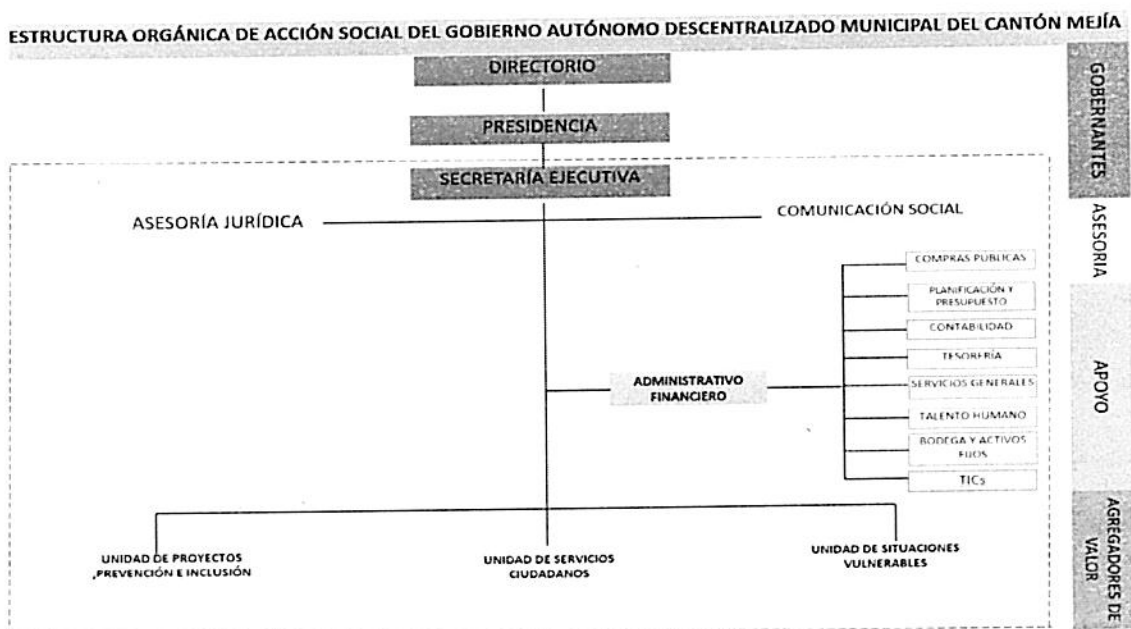 ESTRUCTURA ORGÁNICA DE ACCIÓN SOCIAL DEL GOBIERNO AUTÓNOMO DESCENTRALIZADO MUNICIPAL DEL CANTÓN MEJÍA
DIRECTORIO
PRESIDENCIA
SECRETARÍA EJECUTIVA
GOBERNANTES
ASESORÍA JURÍDICA
COMUNICACIÓN SOCIAL
ASESORIA
COMPRAS PÚBLICAS
PLANIFICACIÓN Y
PRESUPUESTO
CONTABILIDAD
TESORERÍA
ADMINISTRATIVO
FINANCIERO
SERVICIOS GENERALES
TALENTO HUMANO
BODEGA Y ACTIVOS
FIJOS
TICs
APOYO
UNIDAD DE PROYECTOS
,PREVENCIÓN E INCLUSIÓN
UNIDAD DE SERVICIOS
CIUDADANOS
UNIDAD DE SITUACIONES
VULNERABLES
AGREGADORES DE
VALOR